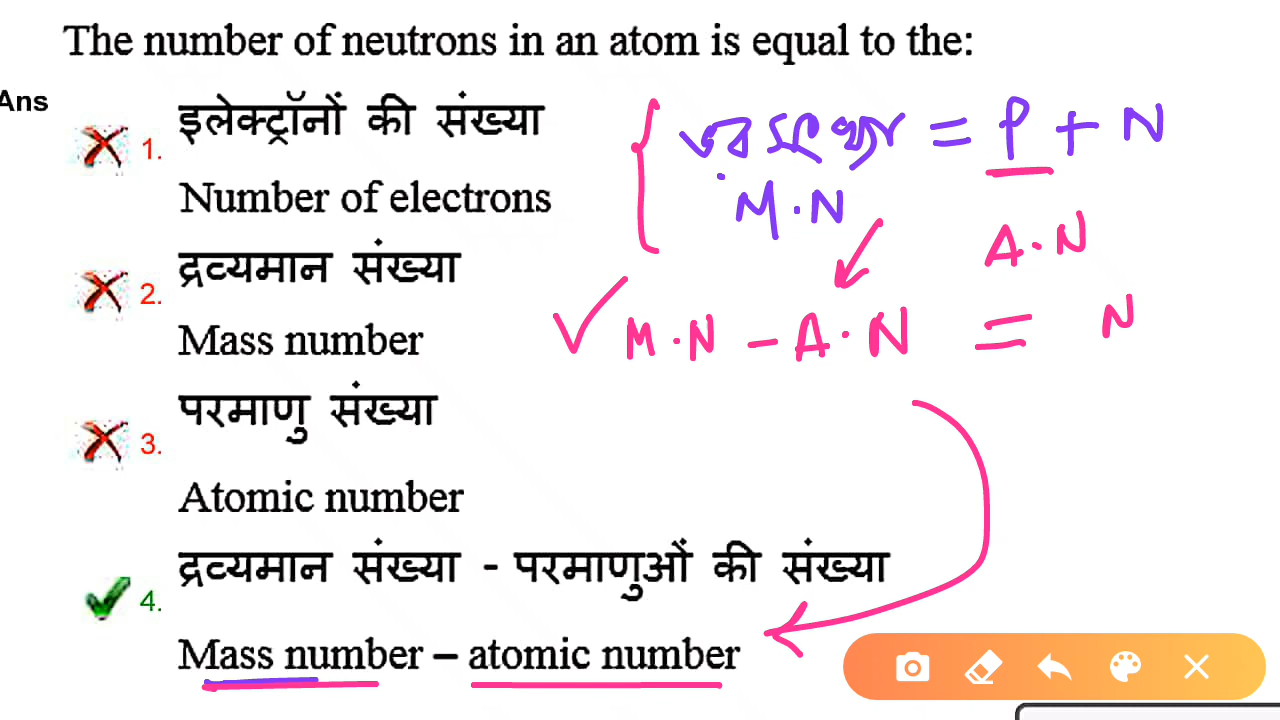 The number of neutrons in an atom is equal to the:
Ans
1. इलेक्ट्रॉनों की संख्या
Number of electrons
2. द्रव्यमान संख्या
Mass number
3. परमाणु संख्या
Atomic number
4. द्रव्यमान संख्या - परमाणुओं की संख्या
Mass number – atomic number
= P + N
M.N
A.N
M.N – A.N = N